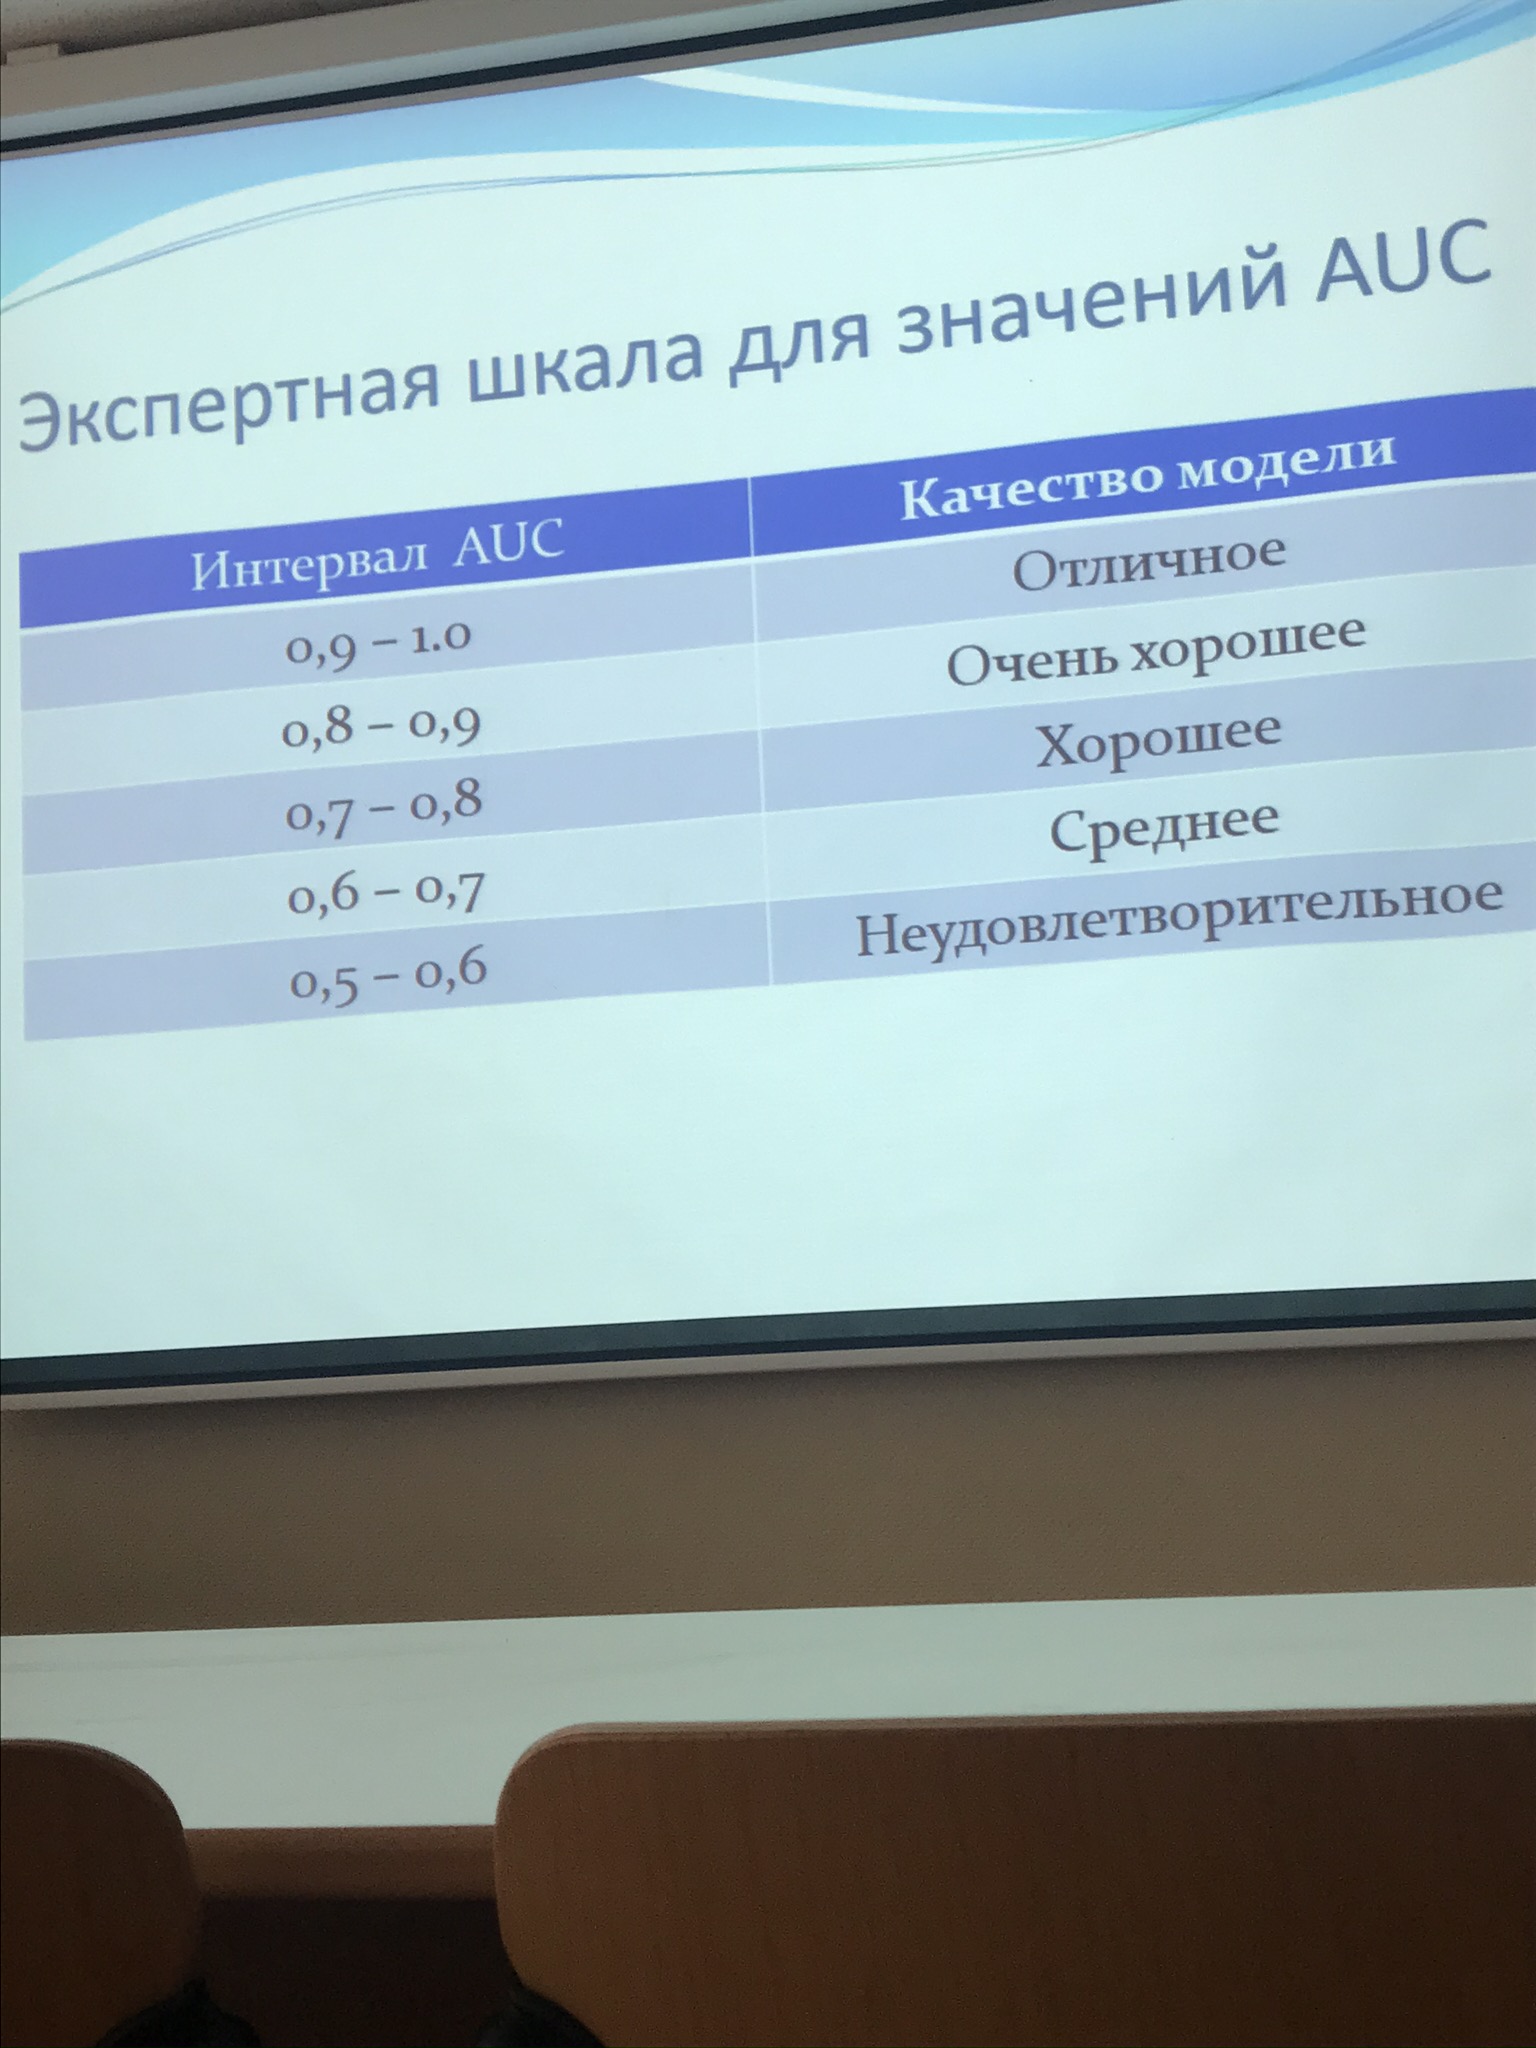 Экспертная шкала для значений AUC
Интервал AUC Качество модели
0,9 – 1.0 Отличное
0,8 – 0,9 Очень хорошее
0,7 – 0,8 Хорошее
0,6 – 0,7 Среднее
0,5 – 0,6 Неудовлетворительное